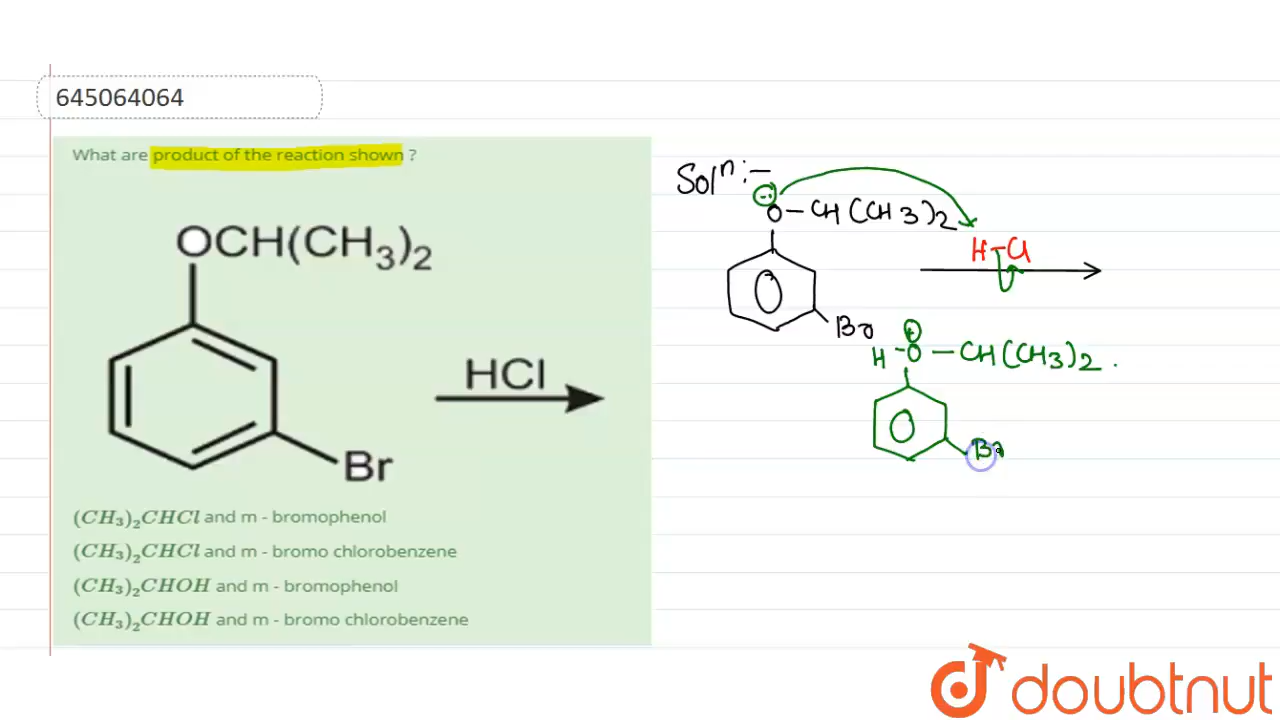 645064064
What are product of the reaction shown ?
OCH(CH₃)₂
HCl
Br
(CH₃)₂CHCl and m - bromophenol
(CH₃)₂CHCl and m - bromo chlorobenzene
(CH₃)₂CHOH and m - bromophenol
(CH₃)₂CHOH and m - bromo chlorobenzene
Solⁿ:-
O-CH(CH3)2
H-Cl
Br
H-O-CH(CH3)2.
Br
doubtnut